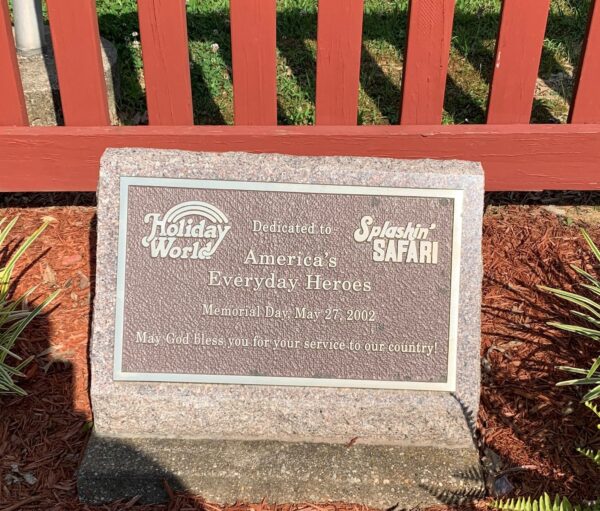 Holiday World
Dedicated to
Splashin' SAFARI
America's
Everyday Heroes
Memorial Day, May 27, 2002
May God bless you for your service to our country!